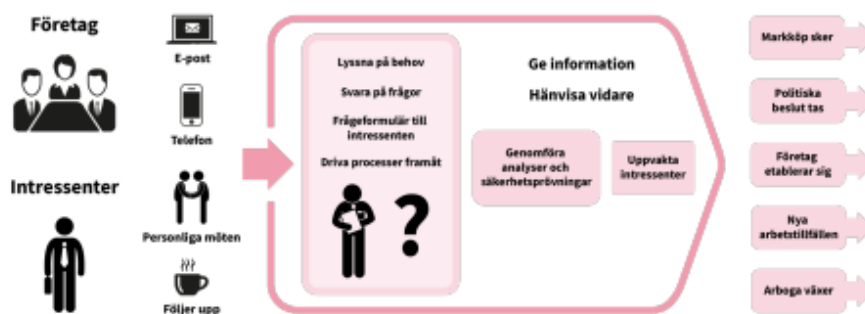 Företag
Intressenter
E-post
Telefon
Personliga möten
Följer upp
Lyssna på behov
Svara på frågor
Frågeformulär till
intressenten
Driva processer framåt
?
Ge information
Hänvisa vidare
Genomföra
analyser och
säkerhetsprövningar
Uppvakta
intressenter
Markköp sker
Politiska
beslut tas
Företag
etablerar sig
Nya
arbetstillfällen
Arboga växer